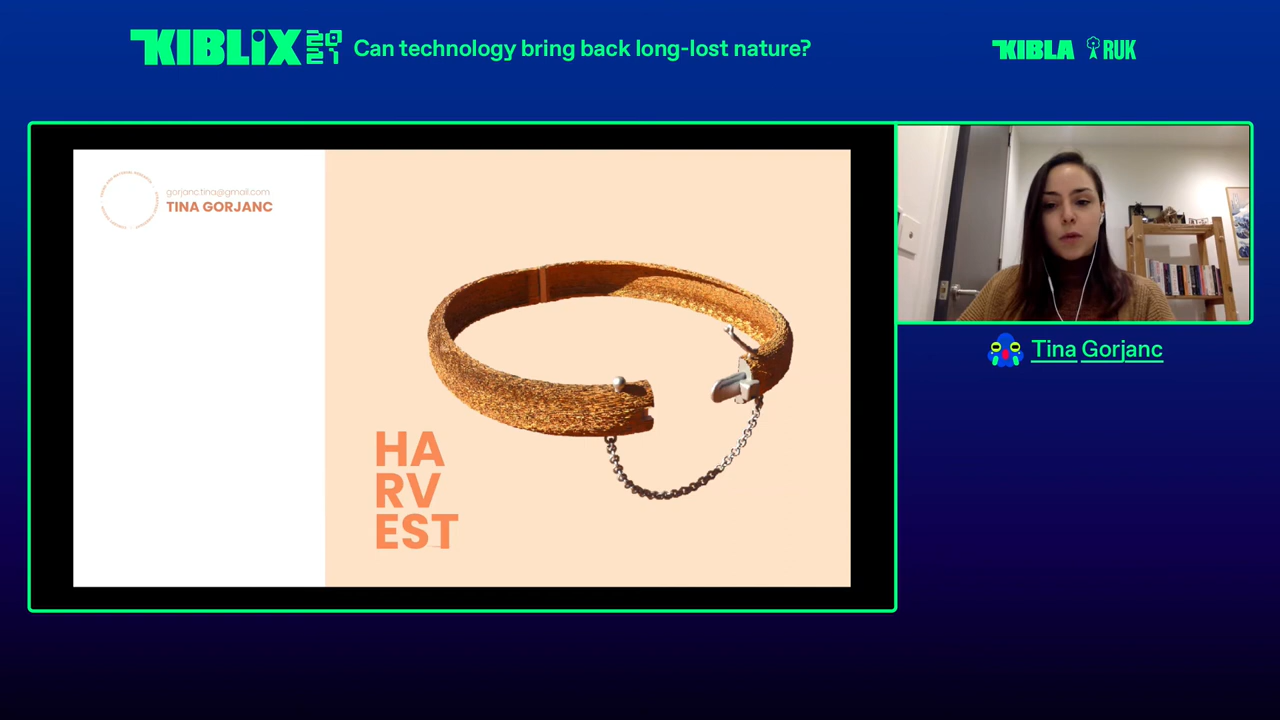 KIBLiX 2021 Can technology bring back long-lost nature?
KIBLA RUK
gorjanc.tina@gmail.com
TINA GORJANC
HA
RV
EST
Tina Gorjanc